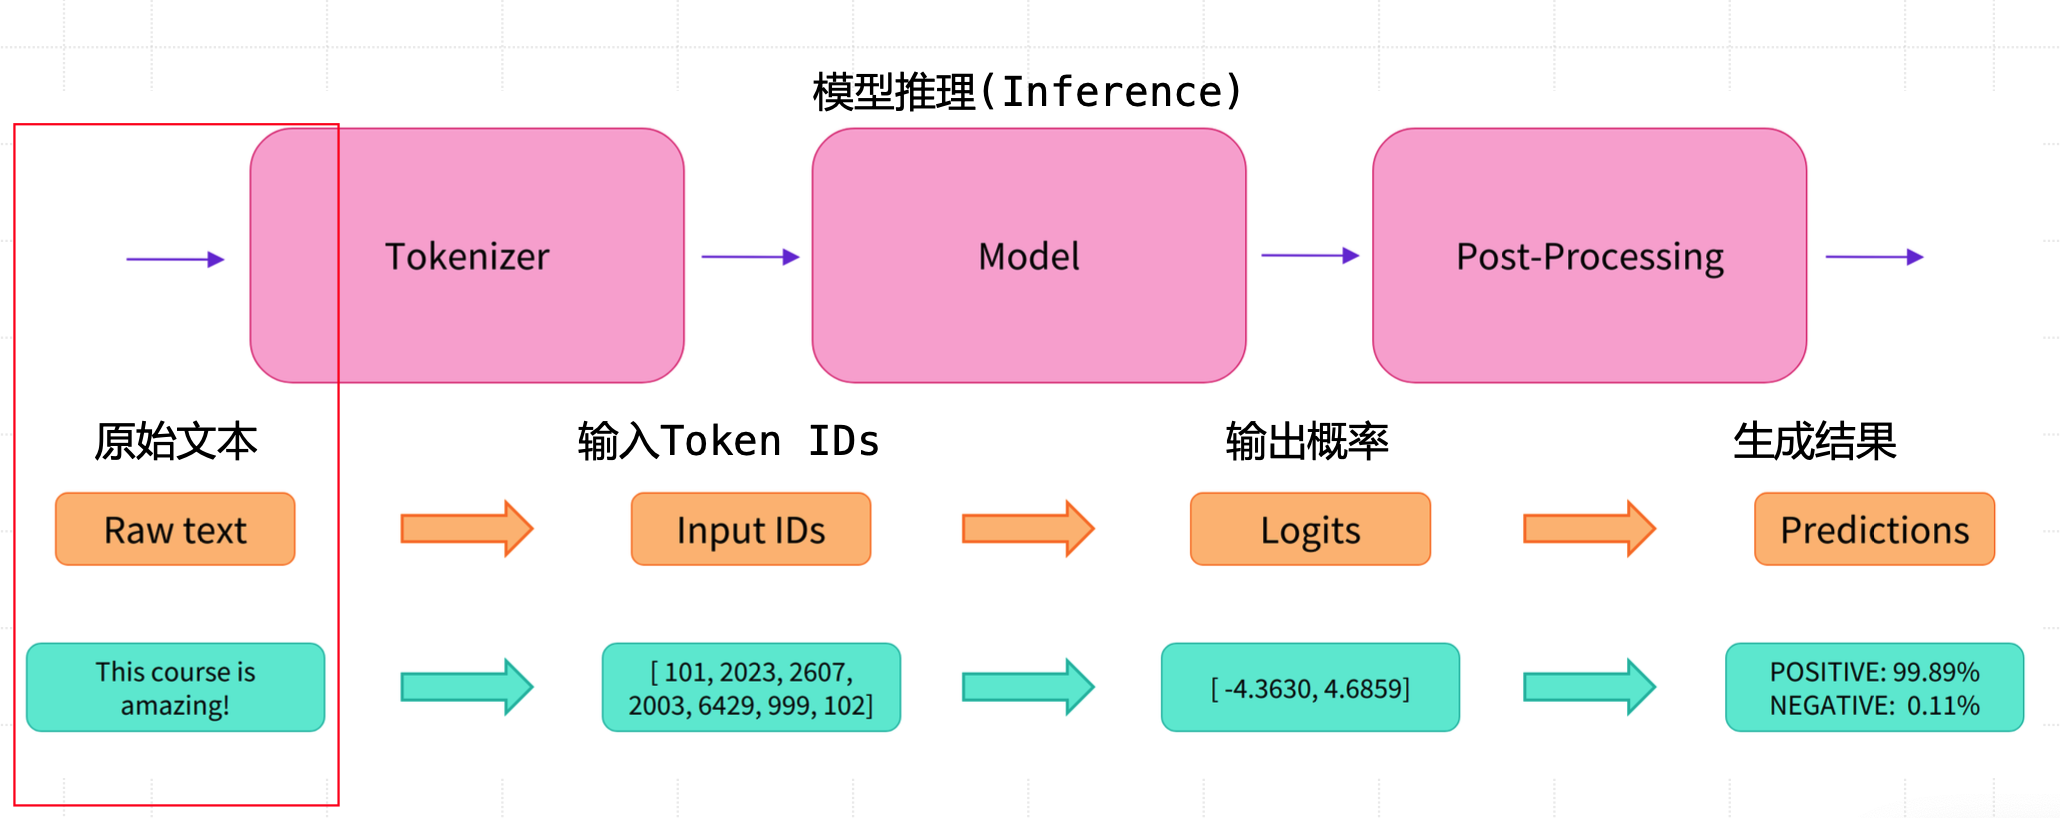 模型推理(Inference)
Tokenizer
Model
Post-Processing
原始文本
输入Token IDs
输出概率
生成结果
Raw text
Input IDs
Logits
Predictions
This course is
amazing!
[ 101, 2023, 2607,
2003, 6429, 999, 102]
[ -4.3630, 4.6859]
POSITIVE: 99.89%
NEGATIVE: 0.11%